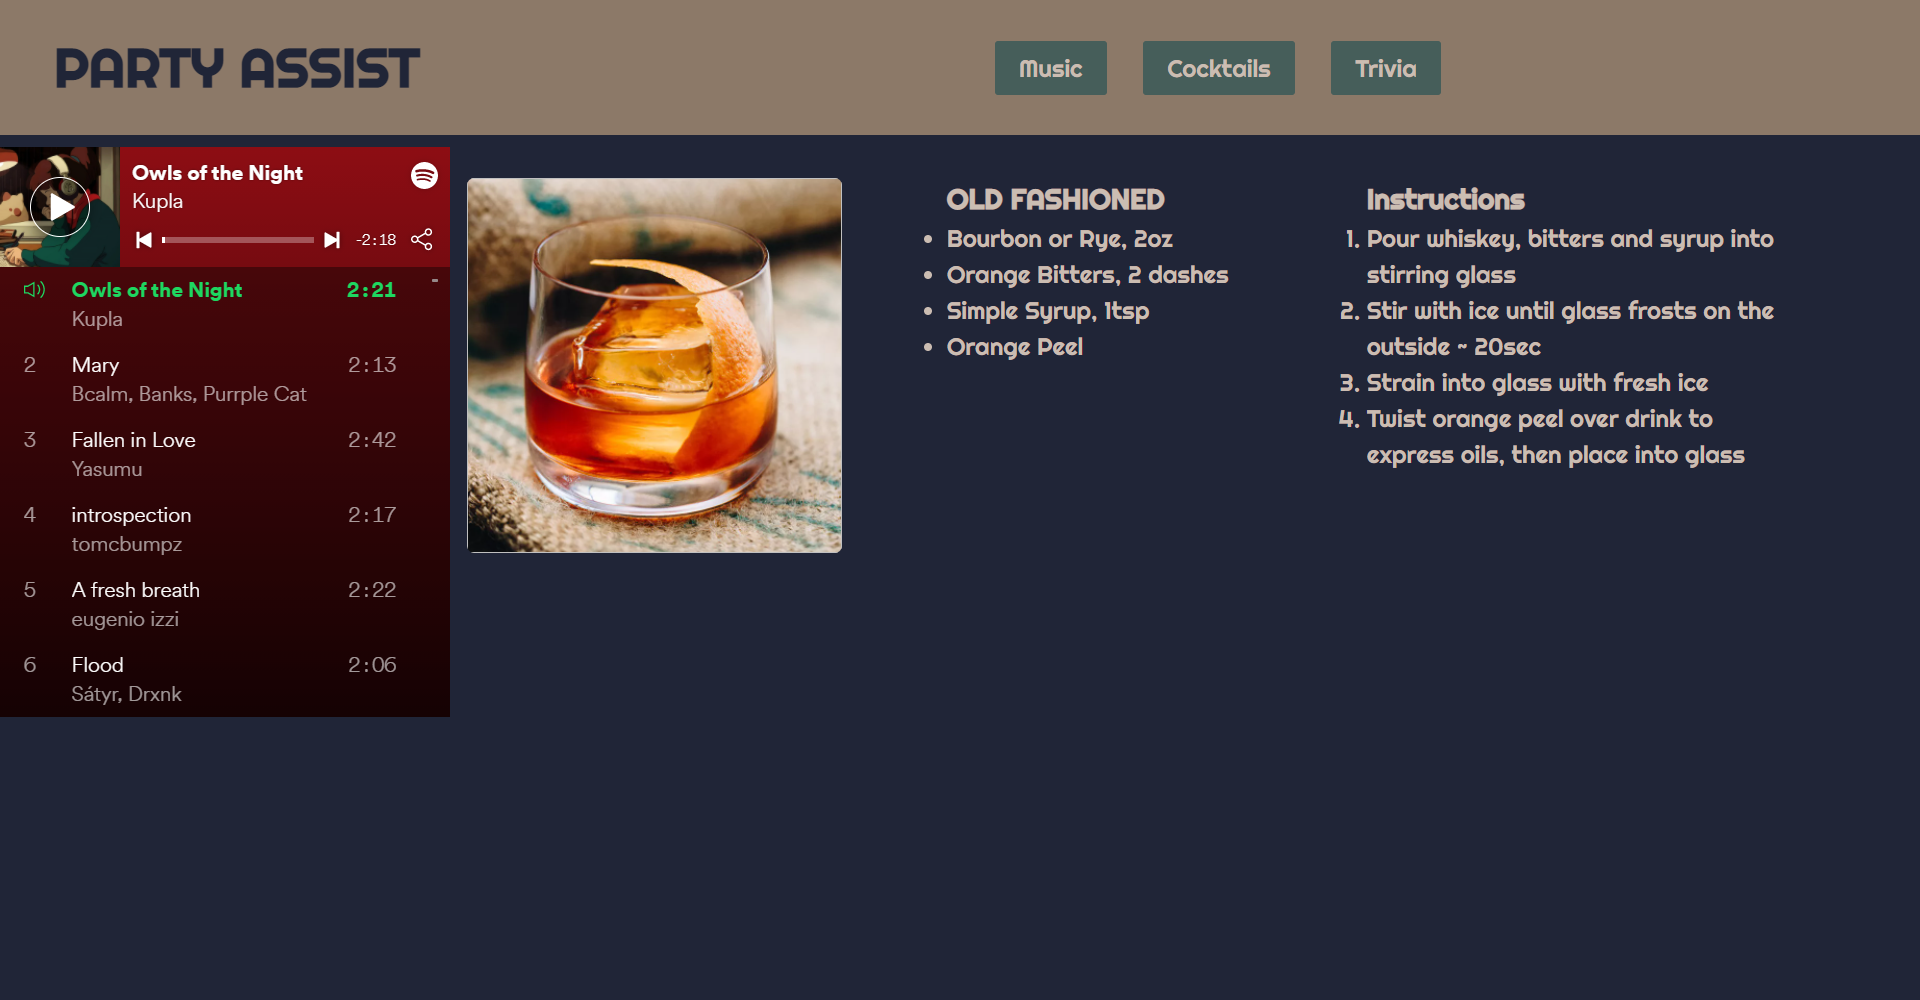 PARTY ASSIST
Music
Cocktails
Trivia
Owls of the Night
Kupla
-2:18
Owls of the Night 2:21
Kupla
2 Mary 2:13
Bcalm, Banks, Purrple Cat
3 Fallen in Love 2:42
Yasumu
4 introspection 2:17
tomcbumpz
5 A fresh breath 2:22
eugenio izzi
6 Flood 2:06
Sátyr, Drxnk
OLD FASHIONED
• Bourbon or Rye, 2oz
• Orange Bitters, 2 dashes
• Simple Syrup, 1tsp
• Orange Peel
Instructions
1. Pour whiskey, bitters and syrup into
stirring glass
2. Stir with ice until glass frosts on the
outside ~ 20sec
3. Strain into glass with fresh ice
4. Twist orange peel over drink to
express oils, then place into glass